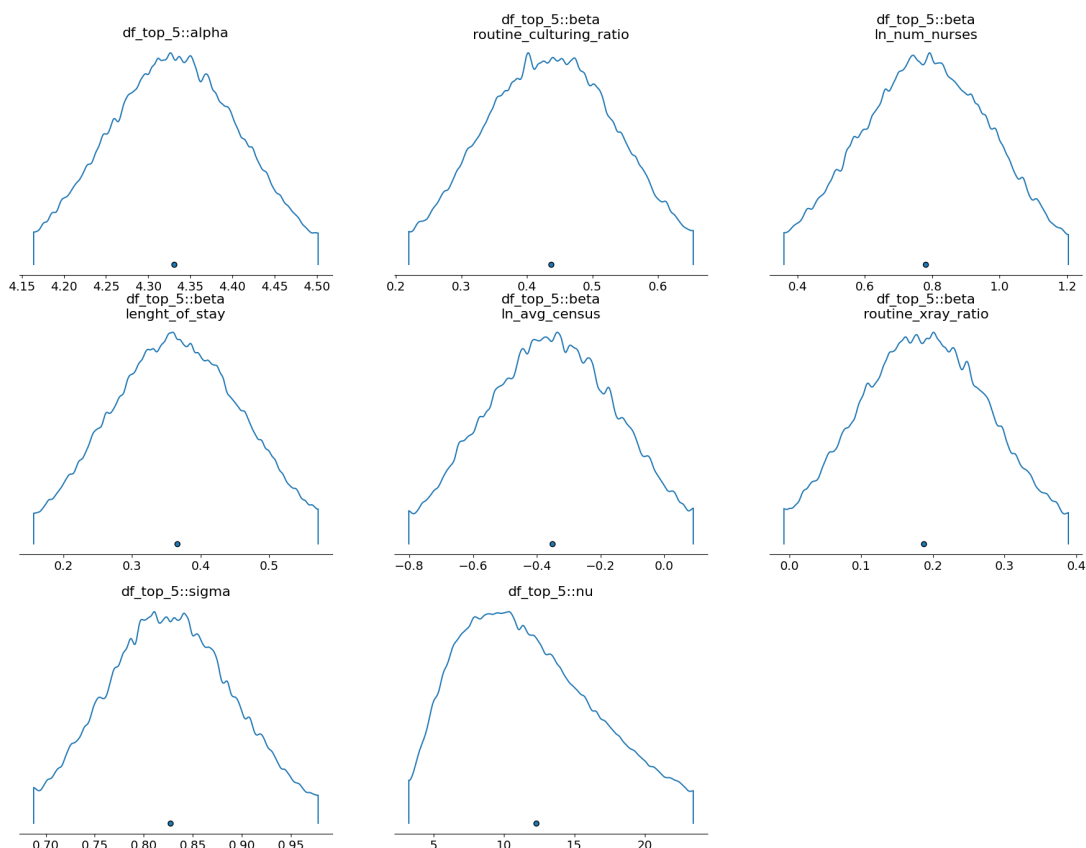 df_top_5::alpha
df_top_5::beta
routine_culturing_ratio
df_top_5::beta
ln_num_nurses
4.15 4.20 4.25 4.30 4.35 4.40 4.45 4.50
0.2 0.3 0.4 0.5 0.6
0.4 0.6 0.8 1.0 1.2
df_top_5::beta
lenght_of_stay
df_top_5::beta
ln_avg_census
df_top_5::beta
routine_xray_ratio
0.2 0.3 0.4 0.5
−0.8 −0.6 −0.4 −0.2 0.0
0.0 0.1 0.2 0.3 0.4
df_top_5::sigma
df_top_5::nu
0.70 0.75 0.80 0.85 0.90 0.95
5 10 15 20